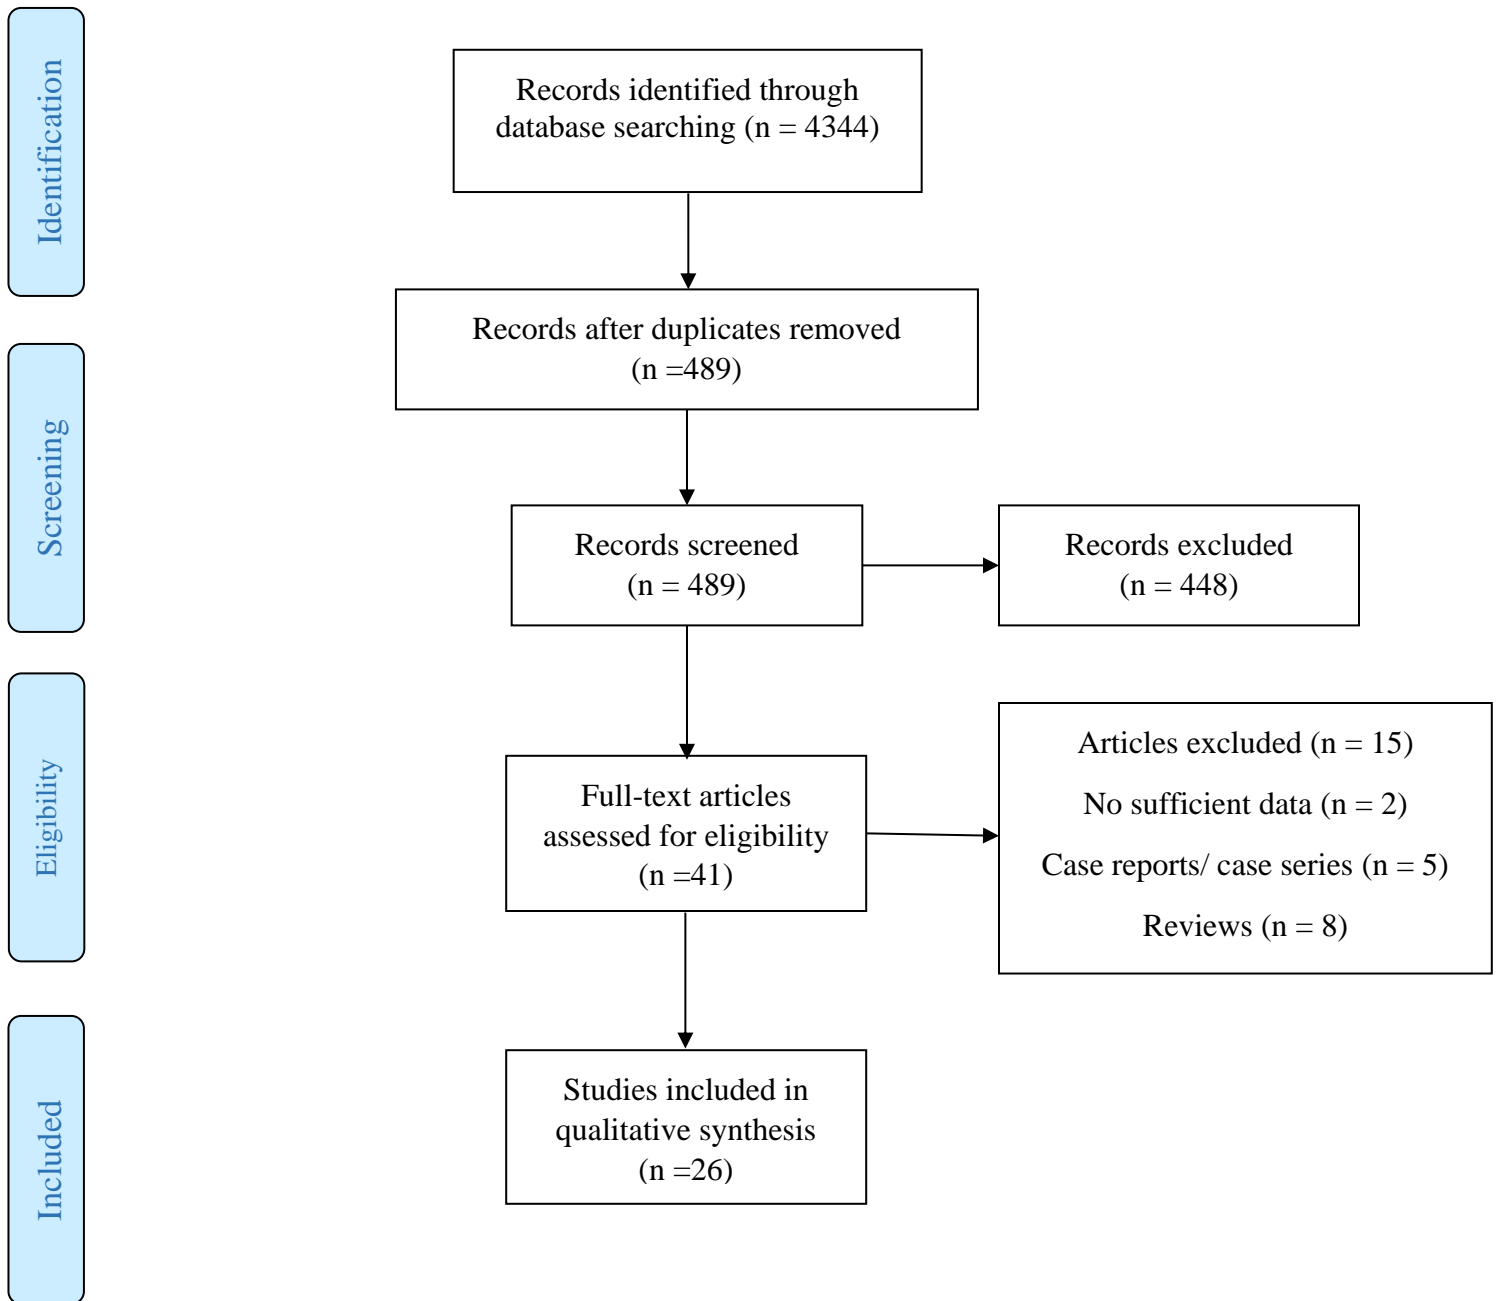 Identification
Records identified through
database searching (n = 4344)
Records after duplicates removed
(n =489)
Screening
Records screened
(n = 489)
Records excluded
(n = 448)
Eligibility
Full-text articles
assessed for eligibility
(n =41)
Articles excluded (n = 15)
No sufficient data (n = 2)
Case reports/ case series (n = 5)
Reviews (n = 8)
Included
Studies included in
qualitative synthesis
(n =26)